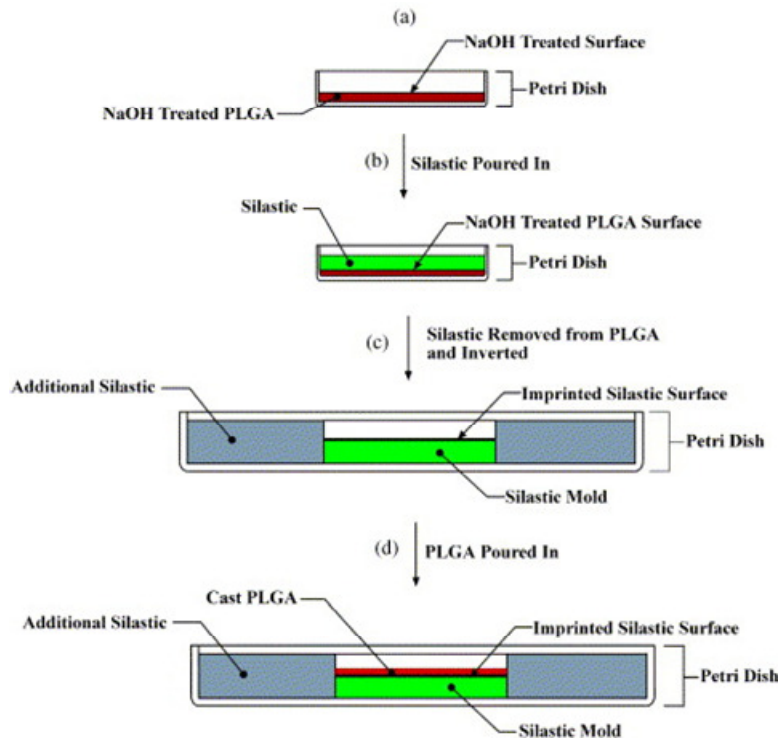 (a)
NaOH Treated Surface
Petri Dish
NaOH Treated PLGA
(b)
Silastic Poured In
Silastic
NaOH Treated PLGA Surface
Petri Dish
(c)
Silastic Removed from PLGA
and Inverted
Additional Silastic
Imprinted Silastic Surface
Petri Dish
Silastic Mold
(d)
PLGA Poured In
Cast PLGA
Additional Silastic
Imprinted Silastic Surface
Petri Dish
Silastic Mold